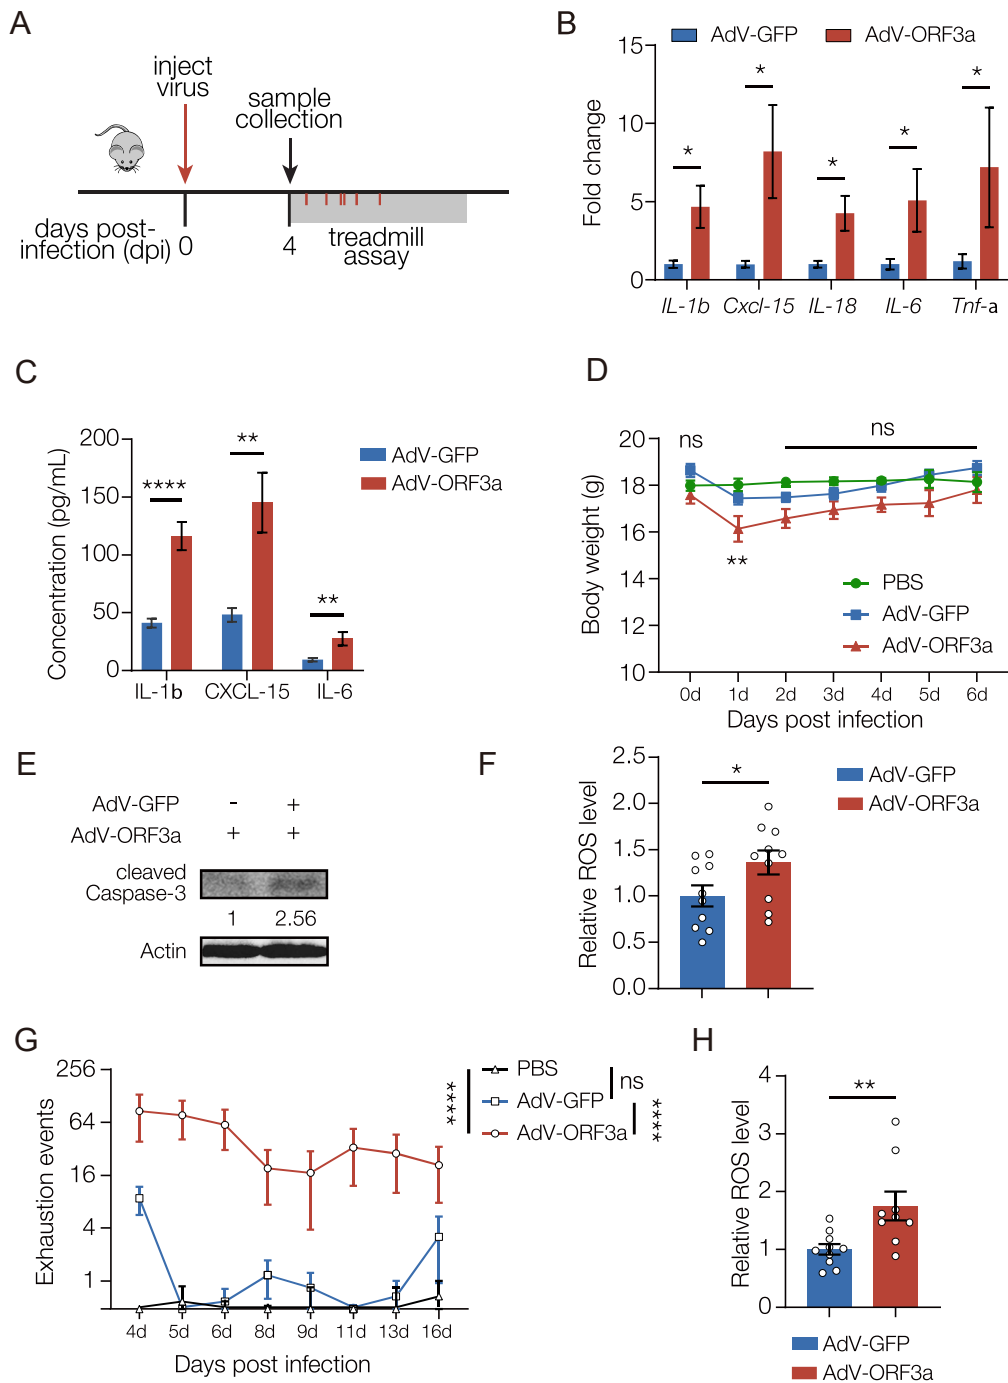 A
inject
virus
sample
collection
days post-
infection (dpi)
0
4
treadmill
assay
B
AdV-GFP
AdV-ORF3a
Fold change
15
10
5
0
*
*
*
*
*
IL-1b
Cxcl-15
IL-18
IL-6
Tnf-a
C
Concentration (pg/mL)
200
150
100
50
0
****
**
**
AdV-GFP
AdV-ORF3a
IL-1b
CXCL-15
IL-6
D
Body weight (g)
20
18
16
14
12
10
ns
ns
**
PBS
AdV-GFP
AdV-ORF3a
0d
1d
2d
3d
4d
5d
6d
Days post infection
E
AdV-GFP - +
AdV-ORF3a + +
cleaved
Caspase-3
1 2.56
Actin
F
Relative ROS level
2.5
2.0
1.5
1.0
0.5
0.0
*
AdV-GFP
AdV-ORF3a
G
Exhaustion events
256
64
16
4
1
PBS
AdV-GFP
AdV-ORF3a
****
ns
****
4d
5d
6d
8d
9d
11d
13d
16d
Days post infection
H
Relative ROS level
4
3
2
1
0
**
AdV-GFP
AdV-ORF3a